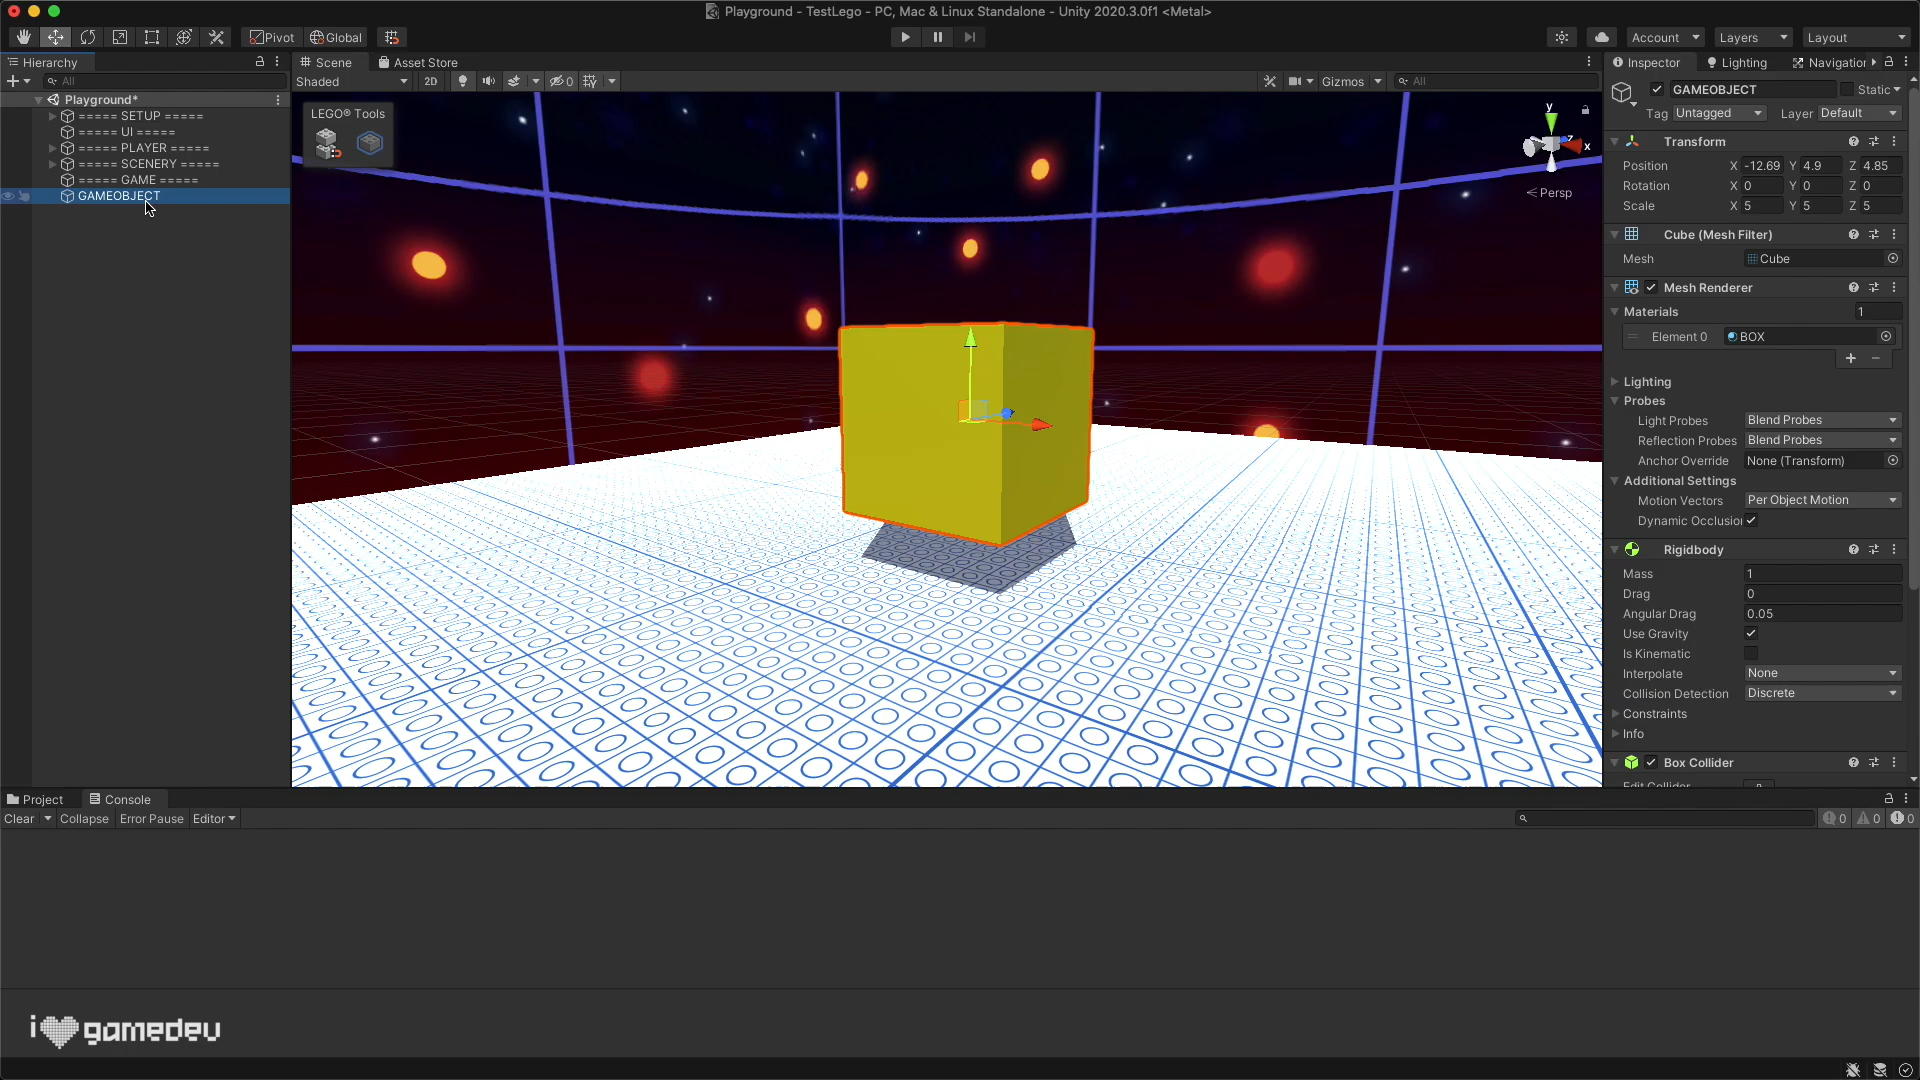 Playground - TestLego - PC, Mac & Linux Standalone - Unity 2020.3.0f1 <Metal>
Pivot Global Account Layers Layout
Hierarchy
All
Playground*
===== SETUP =====
===== UI =====
===== PLAYER =====
===== SCENERY =====
===== GAME =====
GAMEOBJECT
Scene Asset Store
Shaded 2D 0 Gizmos All
LEGO® Tools
y
z
x
Persp
Inspector Lighting Navigation
GAMEOBJECT Static
Tag Untagged Layer Default
Transform
Position X -12.69 Y 4.9 Z 4.85
Rotation X 0 Y 0 Z 0
Scale X 5 Y 5 Z 5
Cube (Mesh Filter)
Mesh Cube
Mesh Renderer
Materials 1
Element 0 BOX
Lighting
Probes
Light Probes Blend Probes
Reflection Probes Blend Probes
Anchor Override None (Transform)
Additional Settings
Motion Vectors Per Object Motion
Dynamic Occlusion
Rigidbody
Mass 1
Drag 0
Angular Drag 0.05
Use Gravity
Is Kinematic
Interpolate None
Collision Detection Discrete
Constraints
Info
Box Collider
Edit Collider
Project Console
Clear Collapse Error Pause Editor 0 0 0
i gamedev